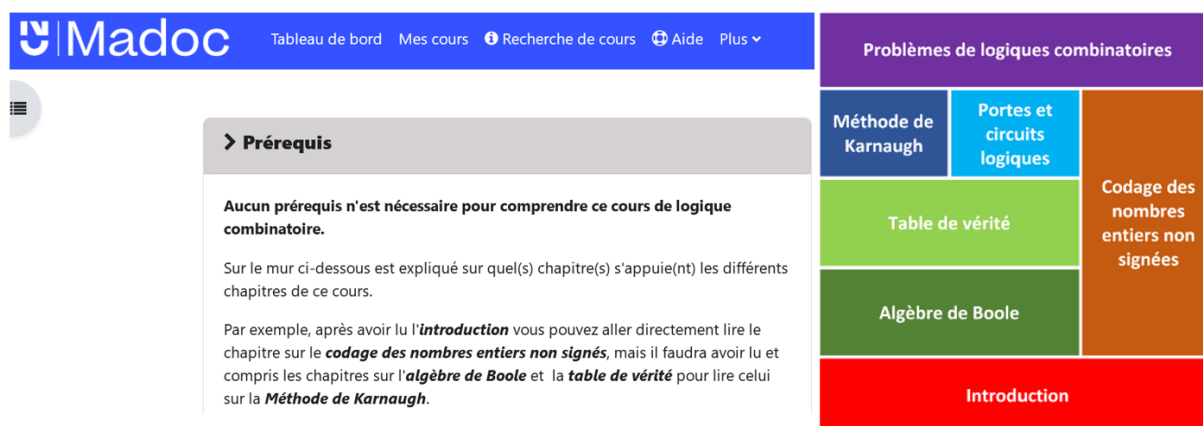 Madoc
Tableau de bord Mes cours Recherche de cours Aide Plus
Prérequis
Aucun prérequis n'est nécessaire pour comprendre ce cours de logique
combinatoire.
Sur le mur ci-dessous est expliqué sur quel(s) chapitre(s) s'appuie(nt) les différents
chapitres de ce cours.
Par exemple, après avoir lu l'introduction vous pouvez aller directement lire le
chapitre sur le codage des nombres entiers non signés, mais il faudra avoir lu et
compris les chapitres sur l'algèbre de Boole et la table de vérité pour lire celui
sur la Méthode de Karnaugh.
Problèmes de logiques combinatoires
Méthode de
Karnaugh
Portes et
circuits
logiques
Codage des
nombres
entiers non
signées
Table de vérité
Algèbre de Boole
Introduction